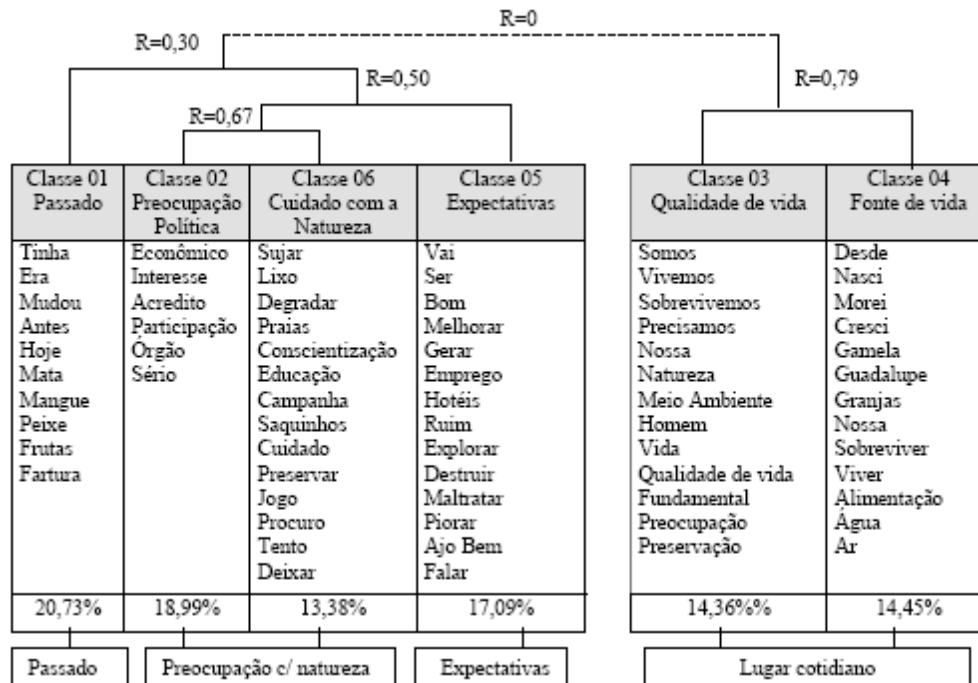 R=0
R=0,30
R=0,50
R=0,79
R=0,67
Classe 01
Passado
Classe 02
Preocupação
Política
Classe 06
Cuidado com a
Natureza
Classe 05
Expectativas
Classe 03
Qualidade de vida
Classe 04
Fonte de vida
Tinha
Era
Mudou
Antes
Hoje
Mata
Mangue
Peixe
Frutas
Fartura
Econômico
Interesse
Acredito
Participação
Órgão
Sério
Sujar
Lixo
Degradar
Praias
Conscientização
Educação
Campanha
Saquinhos
Cuidado
Preservar
Jogo
Procuro
Tento
Deixar
Vai
Ser
Bom
Melhorar
Gerar
Emprego
Hotéis
Ruim
Explorar
Destruir
Maltratar
Piorar
Ajo Bem
Falar
Somos
Vivemos
Sobrevivemos
Precisamos
Nossa
Natureza
Meio Ambiente
Homem
Vida
Qualidade de vida
Fundamental
Preocupação
Preservação
Desde
Nasci
Morei
Cresci
Gamela
Guadalupe
Granjas
Nossa
Sobreviver
Viver
Alimentação
Água
Ar
20,73%
18,99%
13,38%
17,09%
14,36%%
14,45%
Passado
Preocupação c/ natureza
Expectativas
Lugar cotidiano